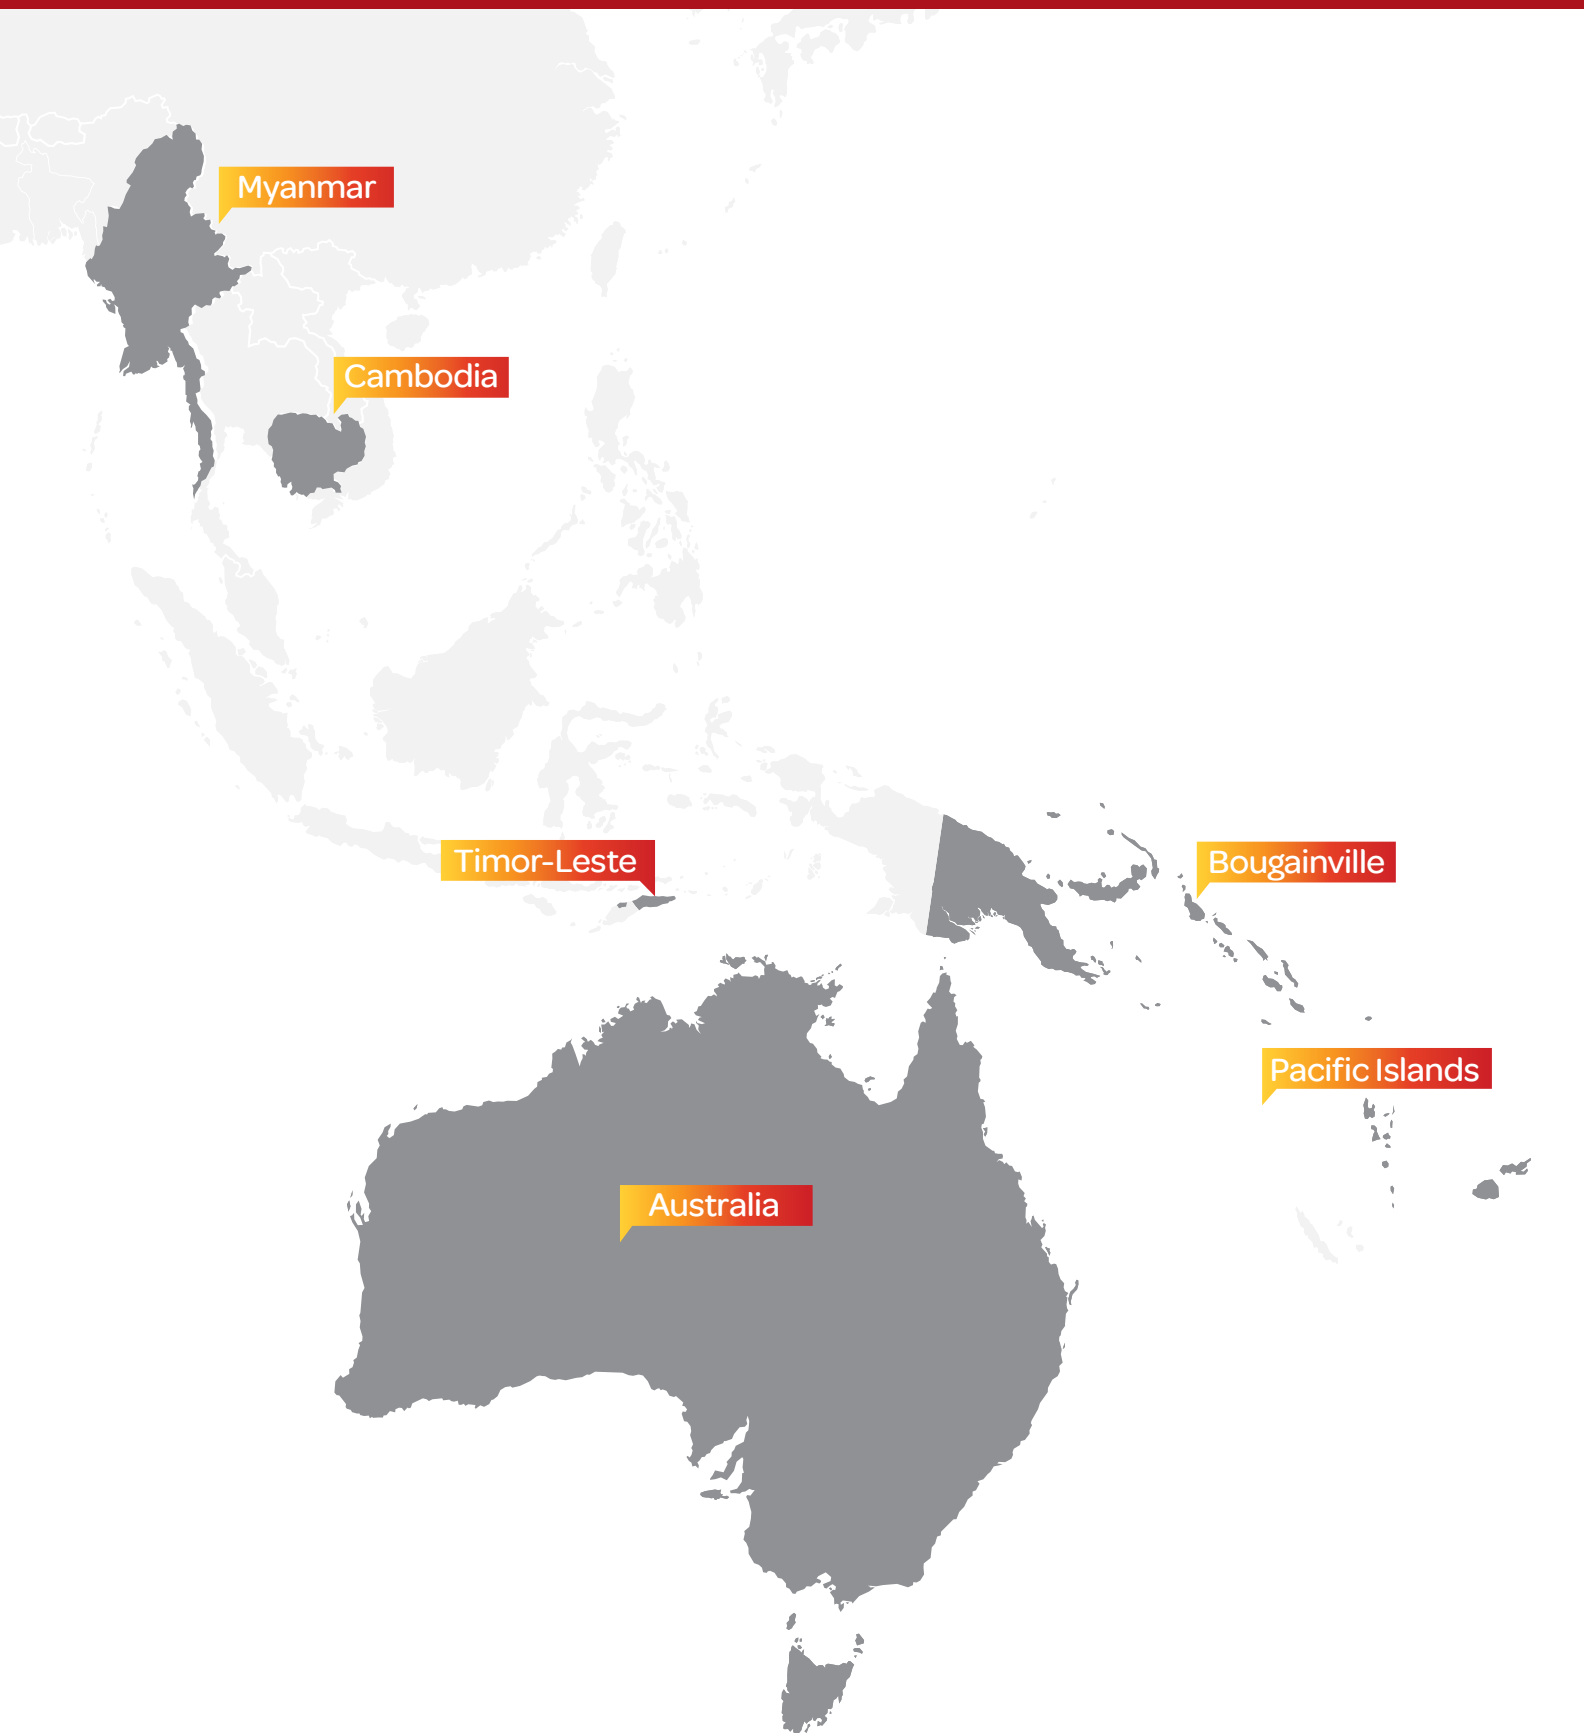 Myanmar
Cambodia
Timor-Leste
Bougainville
Pacific Islands
Australia